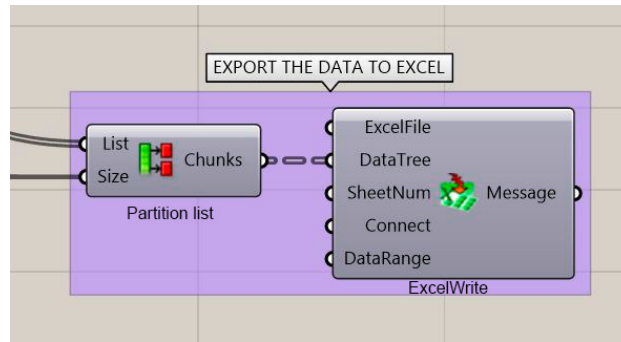 EXPORT THE DATA TO EXCEL
List
Size
Chunks
Partition list
ExcelFile
DataTree
SheetNum
Connect
DataRange
Message
ExcelWrite